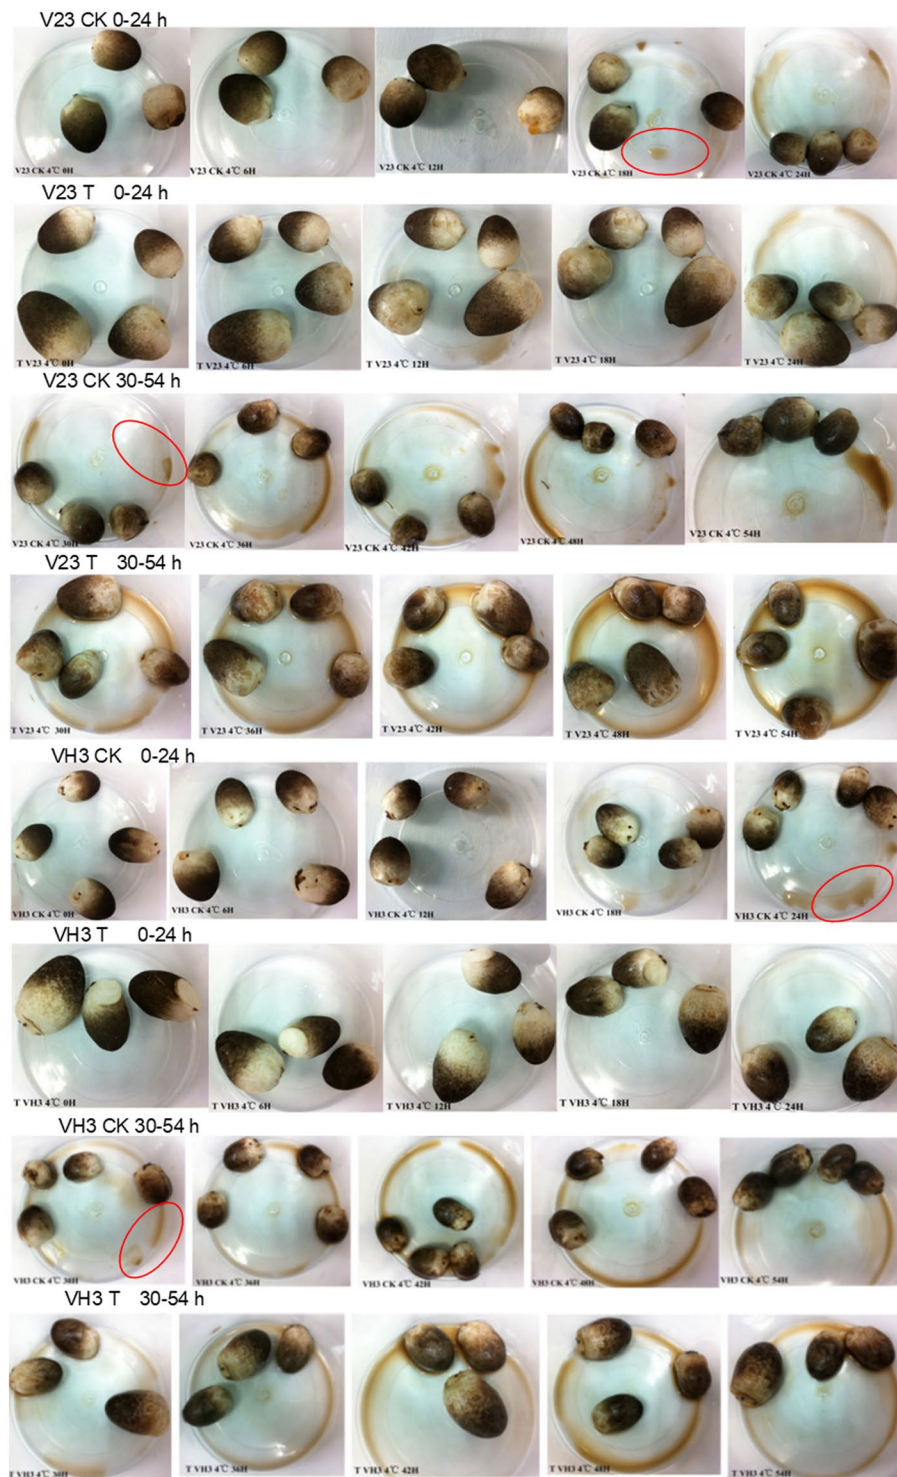 V23 CK 0-24 h
V23 CK 4℃ 0H
V23 CK 4℃ 6H
V23 CK 4℃ 12H
V23 CK 4℃ 18H
V23 CK 4℃ 24H
V23 T 0-24 h
T V23 4℃ 0H
T V23 4℃ 6H
T V23 4℃ 12H
T V23 4℃ 18H
T V23 4℃ 24H
V23 CK 30-54 h
V23 CK 4℃ 30H
V23 CK 4℃ 36H
V23 CK 4℃ 42H
V23 CK 4℃ 48H
V23 CK 4℃ 54H
V23 T 30-54 h
T V23 4℃ 30H
T V23 4℃ 36H
T V23 4℃ 42H
T V23 4℃ 48H
T V23 4℃ 54H
VH3 CK 0-24 h
VH3 CK 4℃ 0H
VH3 CK 4℃ 6H
VH3 CK 4℃ 12H
VH3 CK 4℃ 18H
VH3 CK 4℃ 24H
VH3 T 0-24 h
T VH3 4℃ 0H
T VH3 4℃ 6H
T VH3 4℃ 12H
T VH3 4℃ 18H
T VH3 4℃ 24H
VH3 CK 30-54 h
VH3 CK 4℃ 30H
VH3 CK 4℃ 36H
VH3 CK 4℃ 42H
VH3 CK 4℃ 48H
VH3 CK 4℃ 54H
VH3 T 30-54 h
T VH3 4℃ 30H
T VH3 4℃ 36H
T VH3 4℃ 42H
T VH3 4℃ 48H
T VH3 4℃ 54H